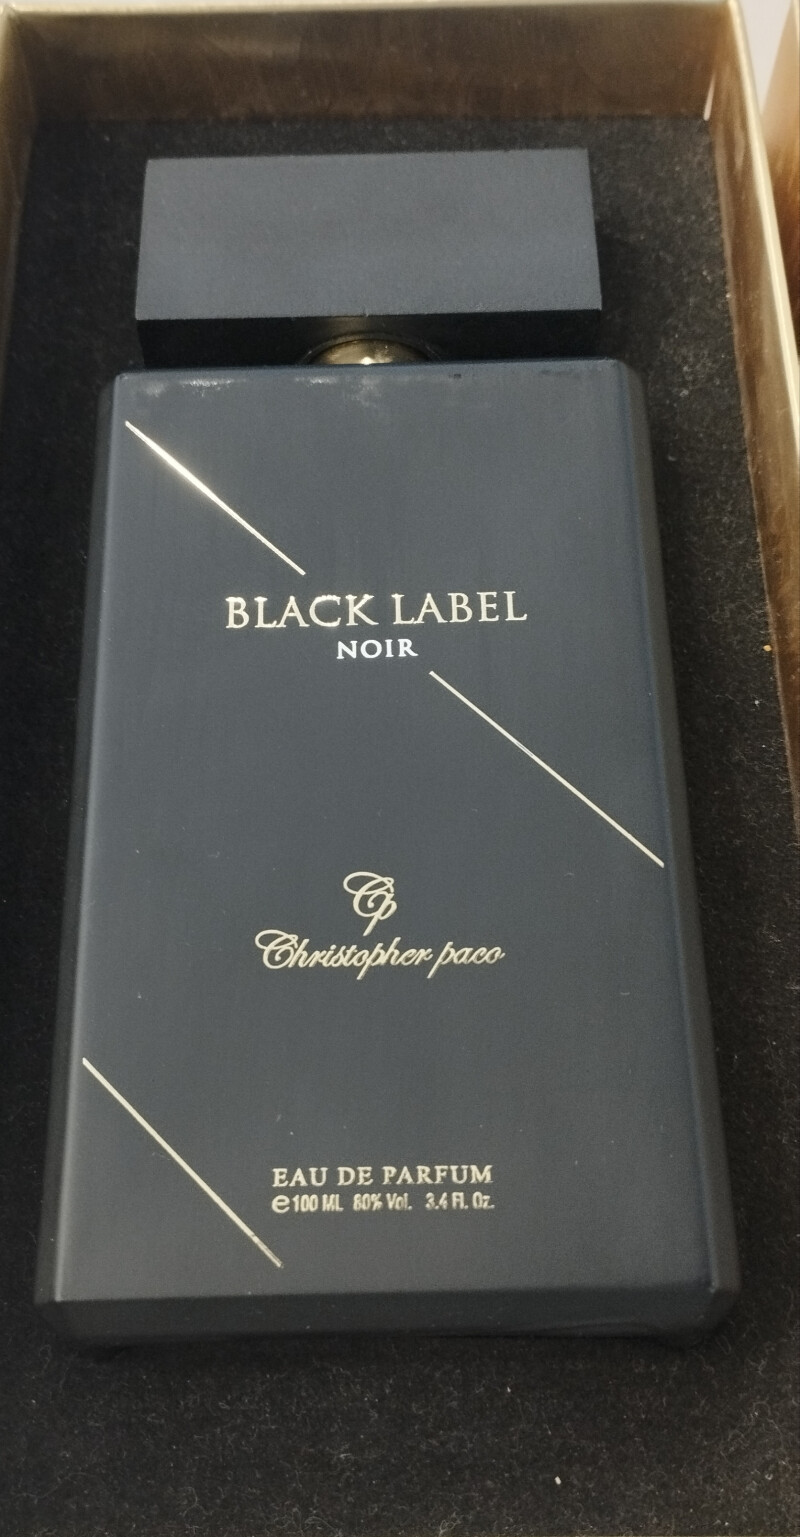 BLACK LABEL
NOIR
Cp
Christopher paco
EAU DE PARFUM
e 100 ML 80% Vol. 3.4 Fl. Oz.